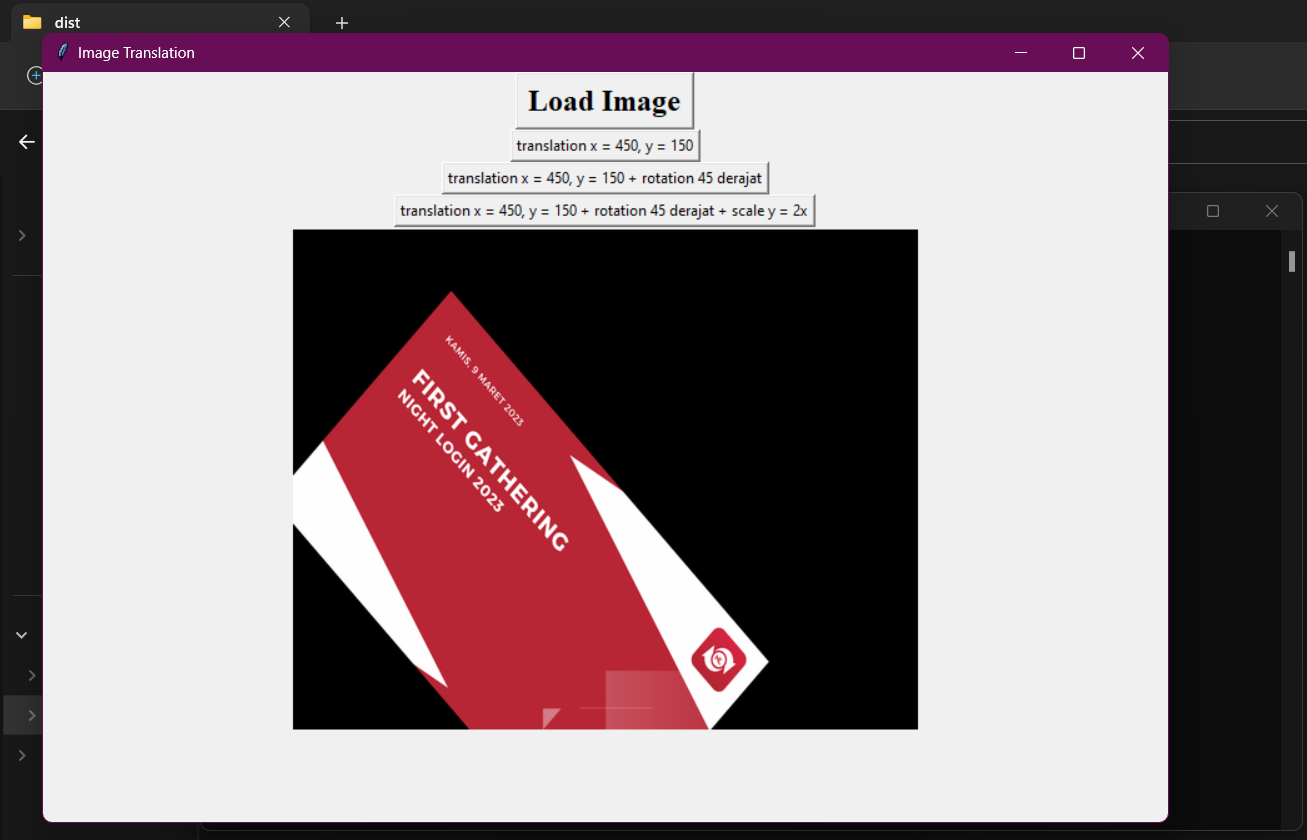 dist
Image Translation
Load Image
translation x = 450, y = 150
translation x = 450, y = 150 + rotation 45 derajat
translation x = 450, y = 150 + rotation 45 derajat + scale y = 2x
KAMIS, 9 MARET 2023
FIRST GATHERING
NIGHT LOGIN 2023